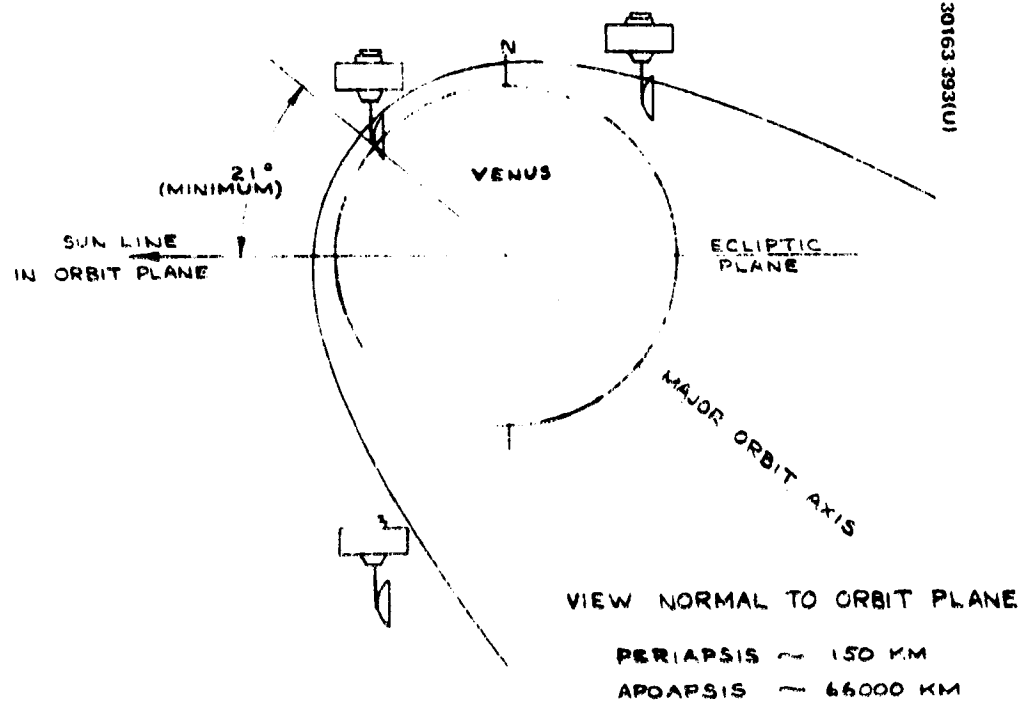 30163-393(U)
N
VENUS
21°
(MINIMUM)
SUN LINE
IN ORBIT PLANE
ECLIPTIC
PLANE
MAJOR ORBIT AXIS
VIEW NORMAL TO ORBIT PLANE
PERIAPSIS ~ 150 KM
APOAPSIS ~ 66000 KM